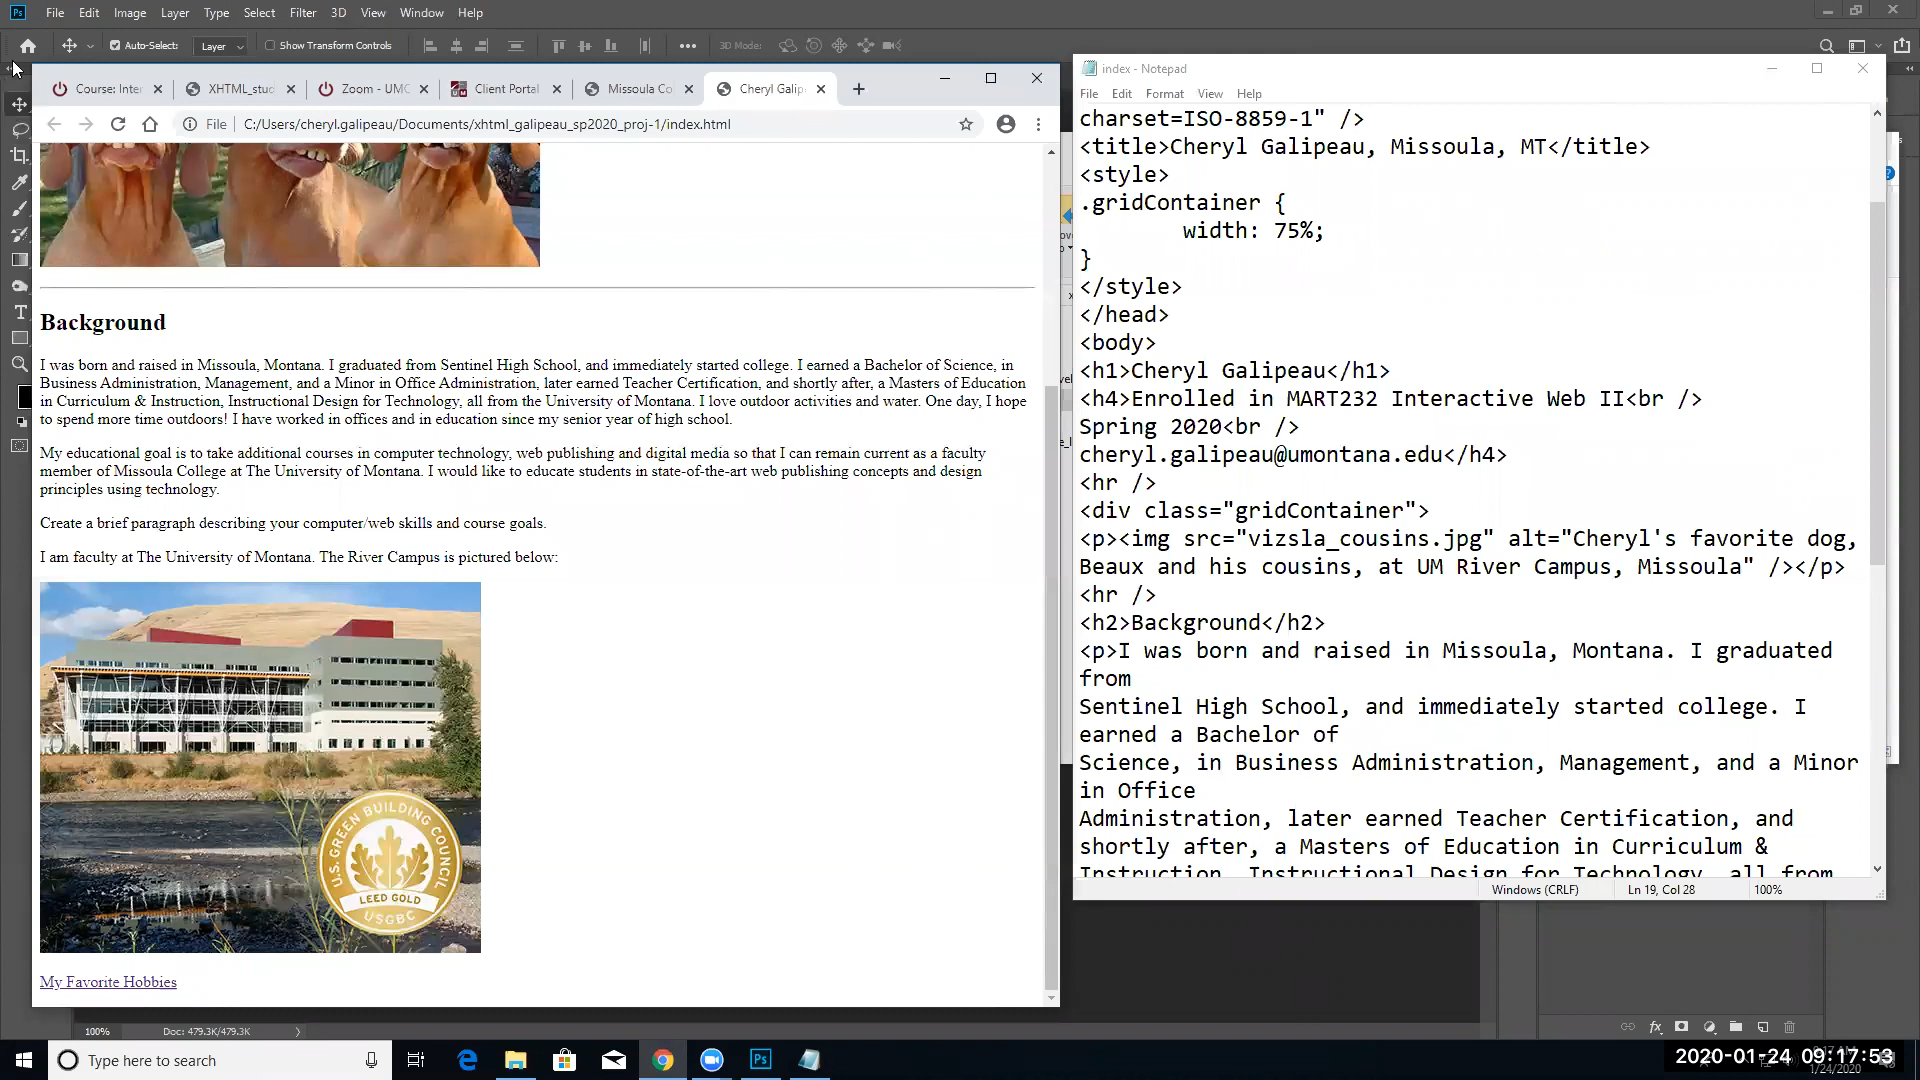 Ps File Edit Image Layer Type Select Filter 3D View Window Help
Auto-Select: Layer Show Transform Controls 3D Mode:
Course: Inte XHTML_stud Zoom - UMC Client Portal Missoula Co Cheryl Galip
File C:/Users/cheryl.galipeau/Documents/xhtml_galipeau_sp2020_proj-1/index.html
Background
I was born and raised in Missoula, Montana. I graduated from Sentinel High School, and immediately started college. I earned a Bachelor of Science, in
Business Administration, Management, and a Minor in Office Administration, later earned Teacher Certification, and shortly after, a Masters of Education
in Curriculum & Instruction, Instructional Design for Technology, all from the University of Montana. I love outdoor activities and water. One day, I hope
to spend more time outdoors! I have worked in offices and in education since my senior year of high school.
My educational goal is to take additional courses in computer technology, web publishing and digital media so that I can remain current as a faculty
member of Missoula College at The University of Montana. I would like to educate students in state-of-the-art web publishing concepts and design
principles using technology.
Create a brief paragraph describing your computer/web skills and course goals.
I am faculty at The University of Montana. The River Campus is pictured below:
U.S. GREEN BUILDING COUNCIL
LEED GOLD
USGBC
My Favorite Hobbies
index - Notepad
File Edit Format View Help
charset=ISO-8859-1" />
<title>Cheryl Galipeau, Missoula, MT</title>
<style>
.gridContainer {
width: 75%;
}
</style>
</head>
<body>
<h1>Cheryl Galipeau</h1>
<h4>Enrolled in MART232 Interactive Web II<br />
Spring 2020<br />
cheryl.galipeau@umontana.edu</h4>
<hr />
<div class="gridContainer">
<p><img src="vizsla_cousins.jpg" alt="Cheryl's favorite dog,
Beaux and his cousins, at UM River Campus, Missoula" /></p>
<hr />
<h2>Background</h2>
<p>I was born and raised in Missoula, Montana. I graduated
from
Sentinel High School, and immediately started college. I
earned a Bachelor of
Science, in Business Administration, Management, and a Minor
in Office
Administration, later earned Teacher Certification, and
shortly after, a Masters of Education in Curriculum &
Instruction, Instructional Design for Technology, all from
Windows (CRLF) Ln 19, Col 28 100%
100% Doc: 479.3K/479.3K
Type here to search
Ps
2020-01-24 09:17:53
1/24/2020